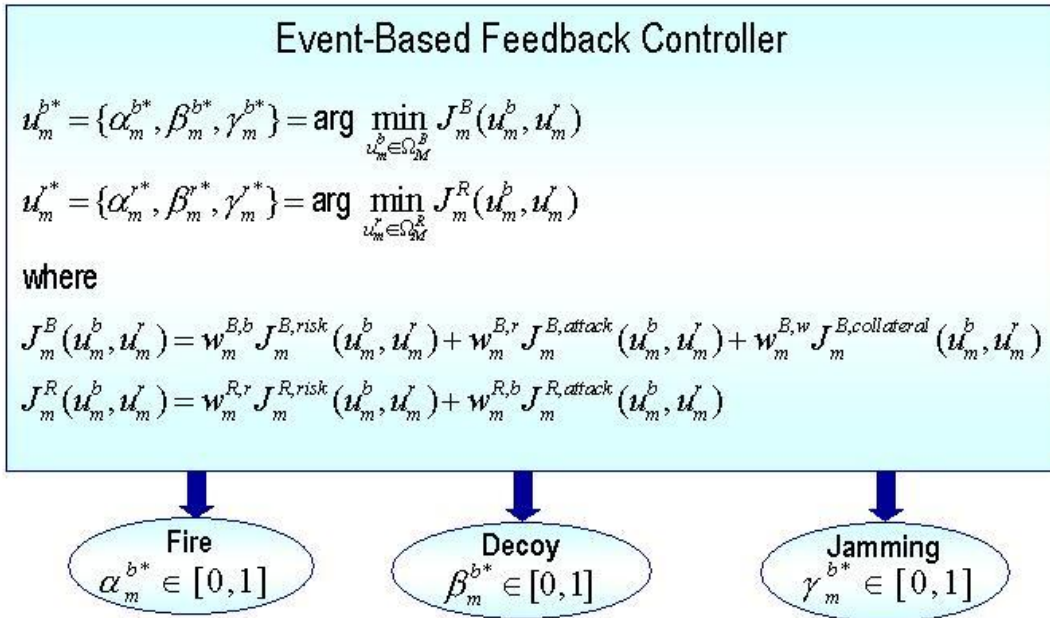 Event-Based Feedback Controller
u_m^{b*} = {α_m^{b*}, β_m^{b*}, γ_m^{b*}} = arg min_{u_m^b ∈ Ω_M^B} J_m^B(u_m^b, u_m^r)
u_m^{r*} = {α_m^{r*}, β_m^{r*}, γ_m^{r*}} = arg min_{u_m^r ∈ Ω_M^R} J_m^R(u_m^b, u_m^r)
where
J_m^B(u_m^b, u_m^r) = w_m^{B,b} J_m^{B,risk}(u_m^b, u_m^r) + w_m^{B,r} J_m^{B,attack}(u_m^b, u_m^r) + w_m^{B,w} J_m^{B,collateral}(u_m^b, u_m^r)
J_m^R(u_m^b, u_m^r) = w_m^{R,r} J_m^{R,risk}(u_m^b, u_m^r) + w_m^{R,b} J_m^{R,attack}(u_m^b, u_m^r)
Fire
α_m^{b*} ∈ [0,1]
Decoy
β_m^{b*} ∈ [0,1]
Jamming
γ_m^{b*} ∈ [0,1]